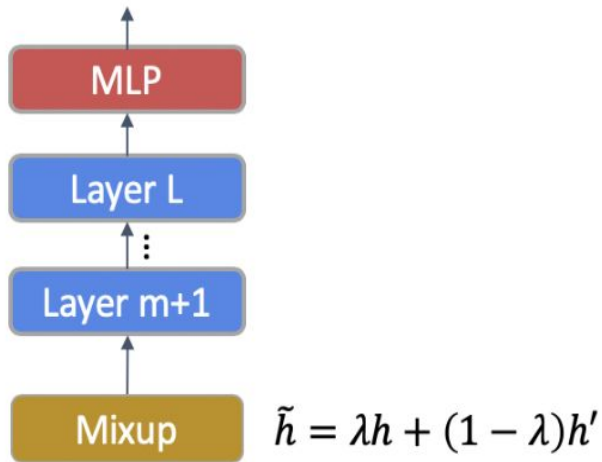 MLP
Layer L
⋮
Layer m+1
Mixup h̃ = λh + (1 − λ)h′